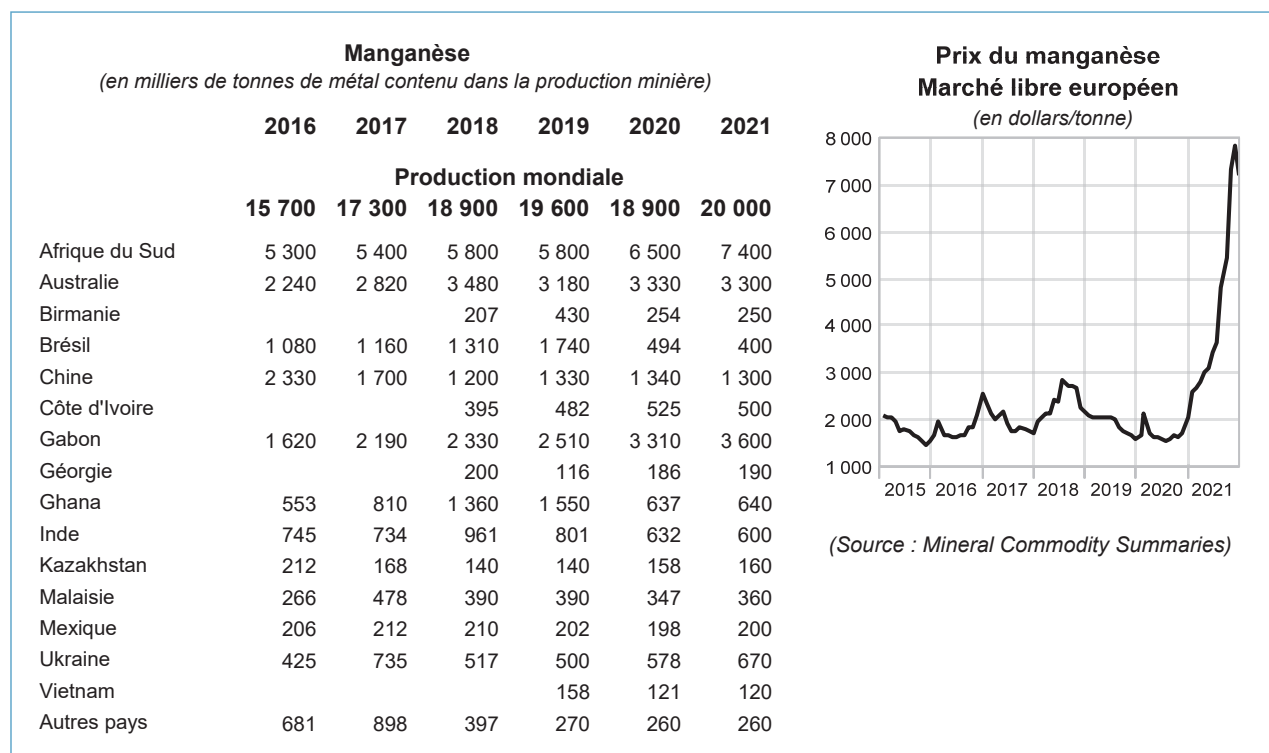 Manganèse
(en milliers de tonnes de métal contenu dans la production minière)
2016 2017 2018 2019 2020 2021
Production mondiale
15 700 17 300 18 900 19 600 18 900 20 000
Afrique du Sud 5 300 5 400 5 800 5 800 6 500 7 400
Australie 2 240 2 820 3 480 3 180 3 330 3 300
Birmanie 207 430 254 250
Brésil 1 080 1 160 1 310 1 740 494 400
Chine 2 330 1 700 1 200 1 330 1 340 1 300
Côte d'Ivoire 395 482 525 500
Gabon 1 620 2 190 2 330 2 510 3 310 3 600
Géorgie 200 116 186 190
Ghana 553 810 1 360 1 550 637 640
Inde 745 734 961 801 632 600
Kazakhstan 212 168 140 140 158 160
Malaisie 266 478 390 390 347 360
Mexique 206 212 210 202 198 200
Ukraine 425 735 517 500 578 670
Vietnam 158 121 120
Autres pays 681 898 397 270 260 260
Prix du manganèse
Marché libre européen
(en dollars/tonne)
8 000
7 000
6 000
5 000
4 000
3 000
2 000
1 000
2015 2016 2017 2018 2019 2020 2021
(Source : Mineral Commodity Summaries)